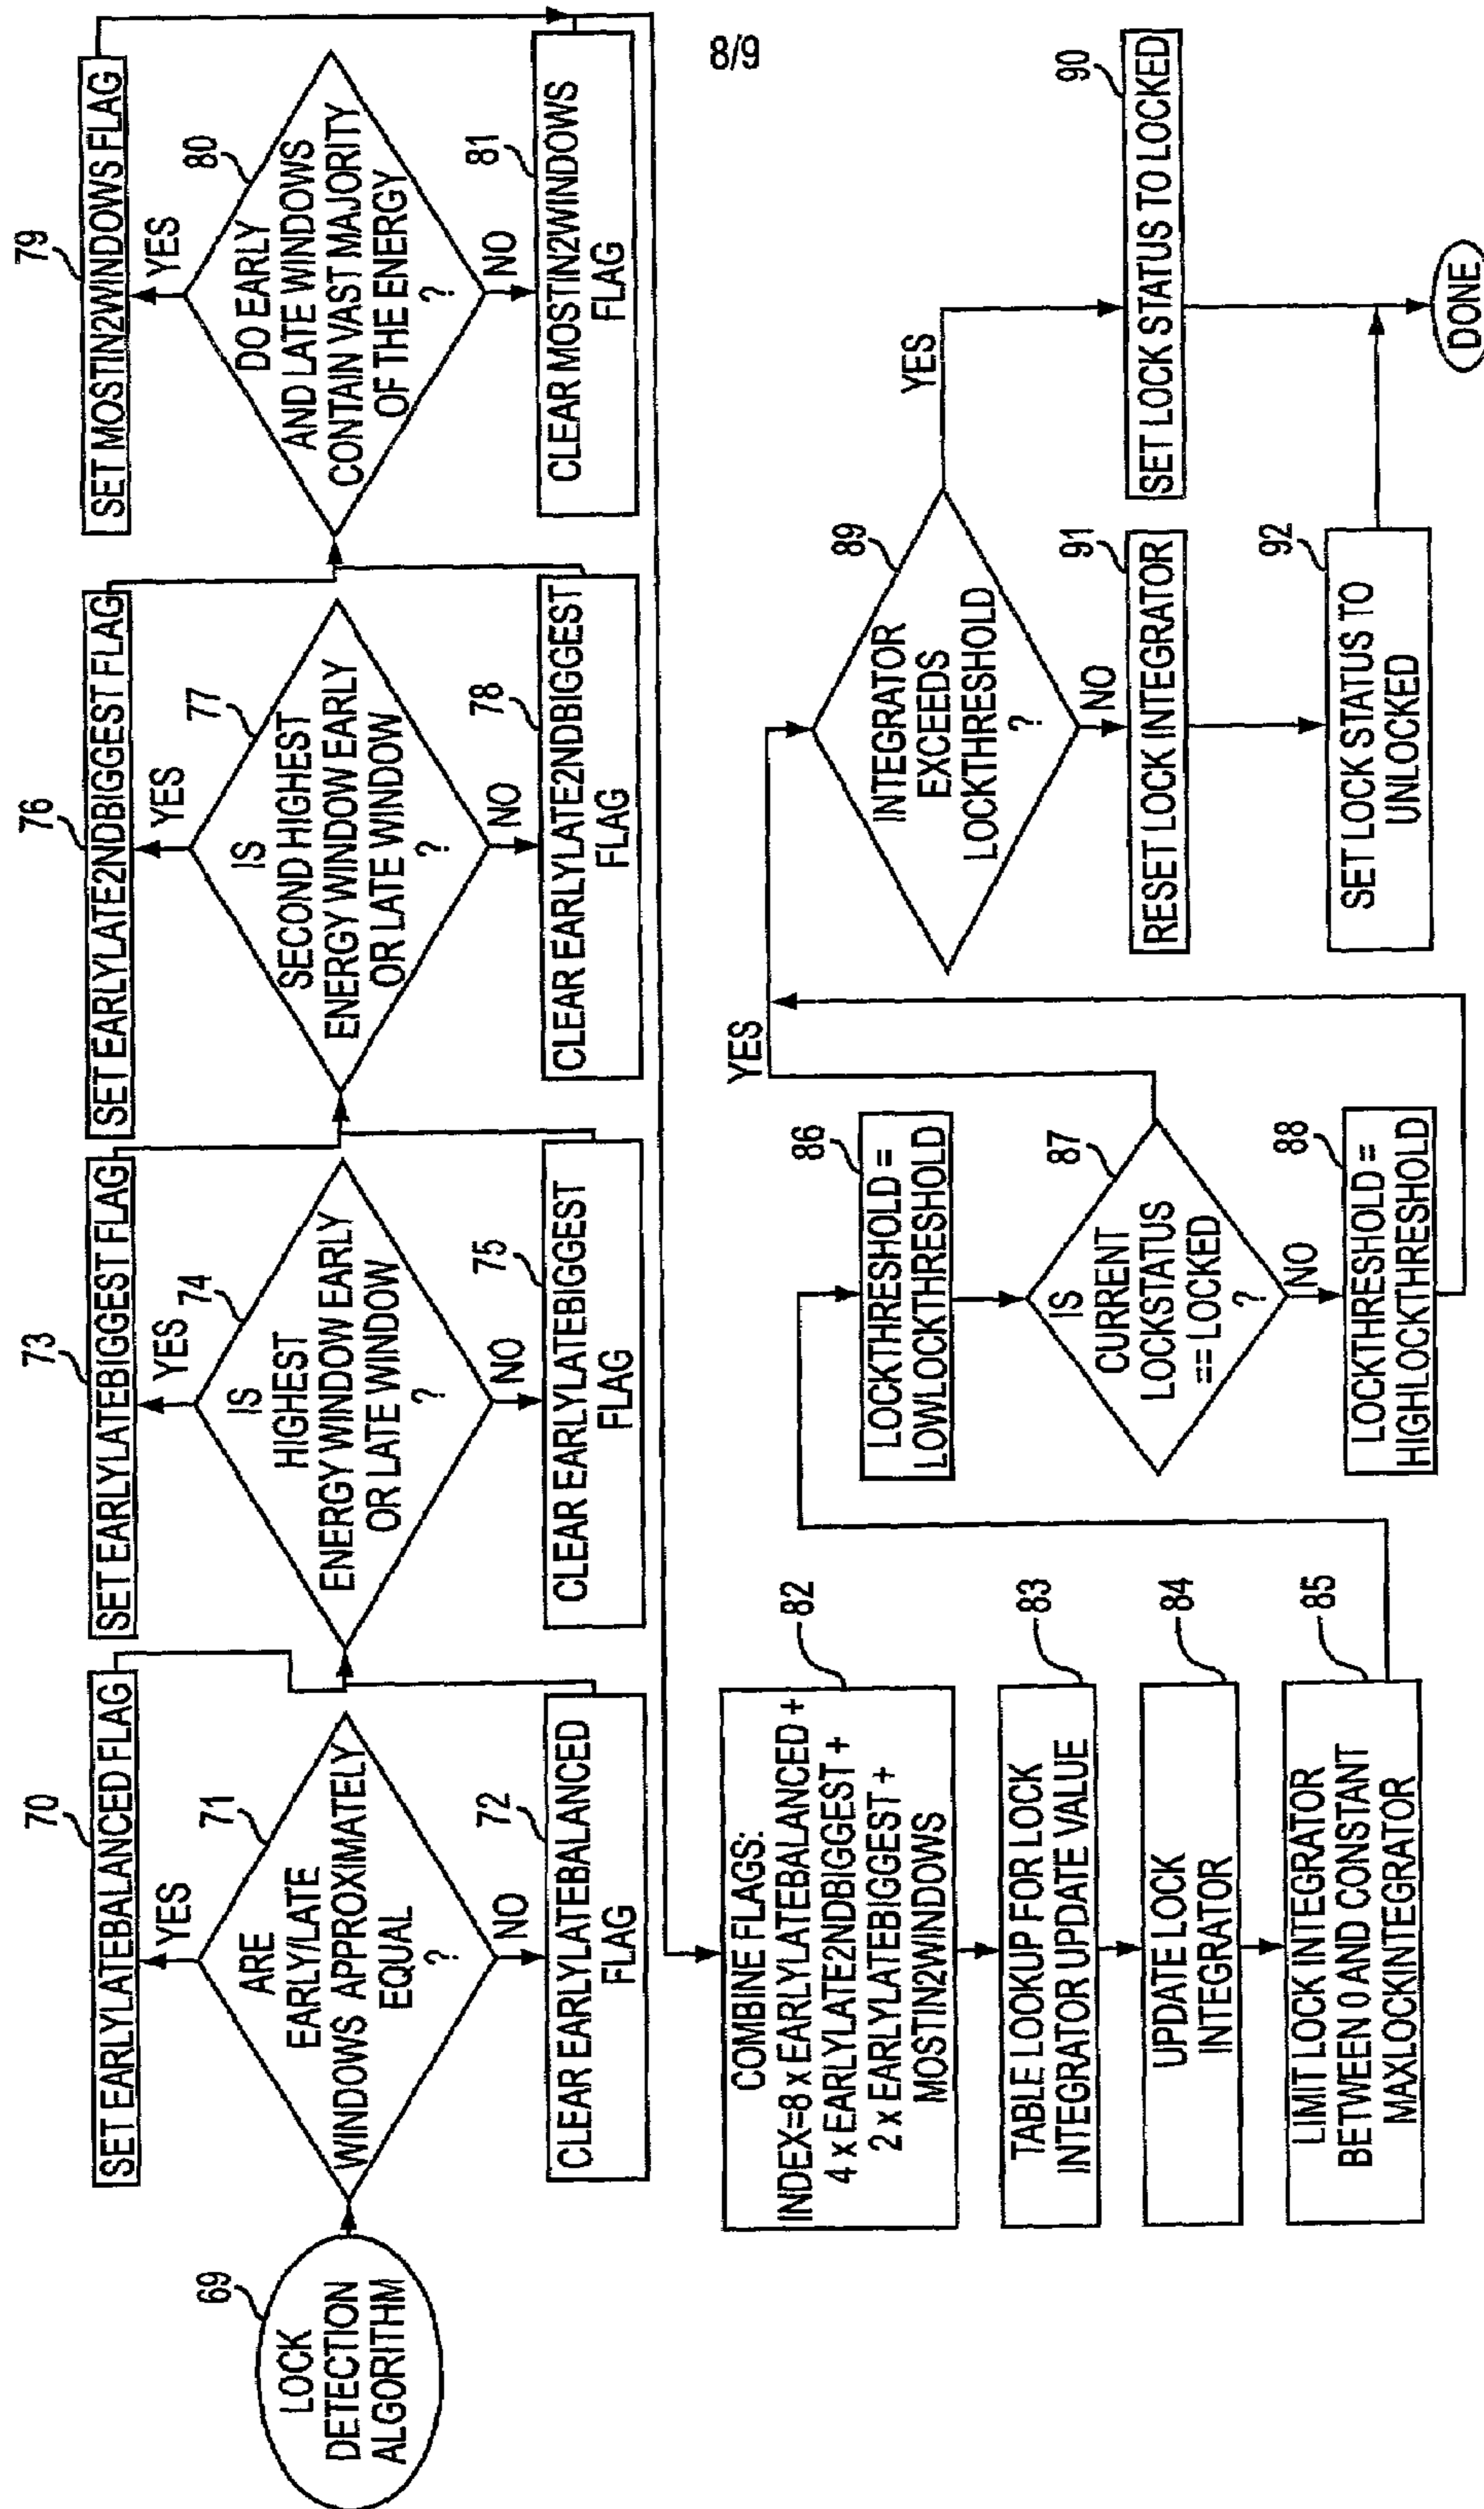 8/9
69
LOCK
DETECTION
ALGORITHM
70
SET EARLYLATEBALANCED FLAG
YES
71
ARE
EARLY/LATE
WINDOWS APPROXIMATELY
EQUAL
?
NO
72
CLEAR EARLYLATEBALANCED
FLAG
73
SET EARLYLATEBIGGEST FLAG
YES
74
IS
HIGHEST
ENERGY WINDOW EARLY
OR LATE WINDOW
?
NO
75
CLEAR EARLYLATEBIGGEST
FLAG
76
SET EARLYLATE2NDBIGGEST FLAG
YES
77
IS
SECOND HIGHEST
ENERGY WINDOW EARLY
OR LATE WINDOW
?
NO
78
CLEAR EARLYLATE2NDBIGGEST
FLAG
79
SET MOSTIN2WINDOWS FLAG
YES
80
DO EARLY
AND LATE WINDOWS
CONTAIN VAST MAJORITY
OF THE ENERGY
?
NO
81
CLEAR MOSTIN2WINDOWS
FLAG
82
COMBINE FLAGS:
INDEX=8 x EARLYLATEBALANCED +
4 x EARLYLATE2NDBIGGEST +
2 x EARLYLATEBIGGEST +
MOSTIN2WINDOWS
83
TABLE LOOKUP FOR LOCK
INTEGRATOR UPDATE VALUE
84
UPDATE LOCK
INTEGRATOR
85
LIMIT LOCK INTEGRATOR
BETWEEN 0 AND CONSTANT
MAXLOCKINTEGRATOR
86
LOCKTHRESHOLD =
LOWLOCKTHRESHOLD
87
IS
CURRENT
LOCKSTATUS
== LOCKED
?
YES
NO
88
LOCKTHRESHOLD =
HIGHLOCKTHRESHOLD
89
INTEGRATOR
EXCEEDS
LOCKTHRESHOLD
?
YES
NO
90
SET LOCK STATUS TO LOCKED
91
RESET LOCK INTEGRATOR
92
SET LOCK STATUS TO
UNLOCKED
DONE